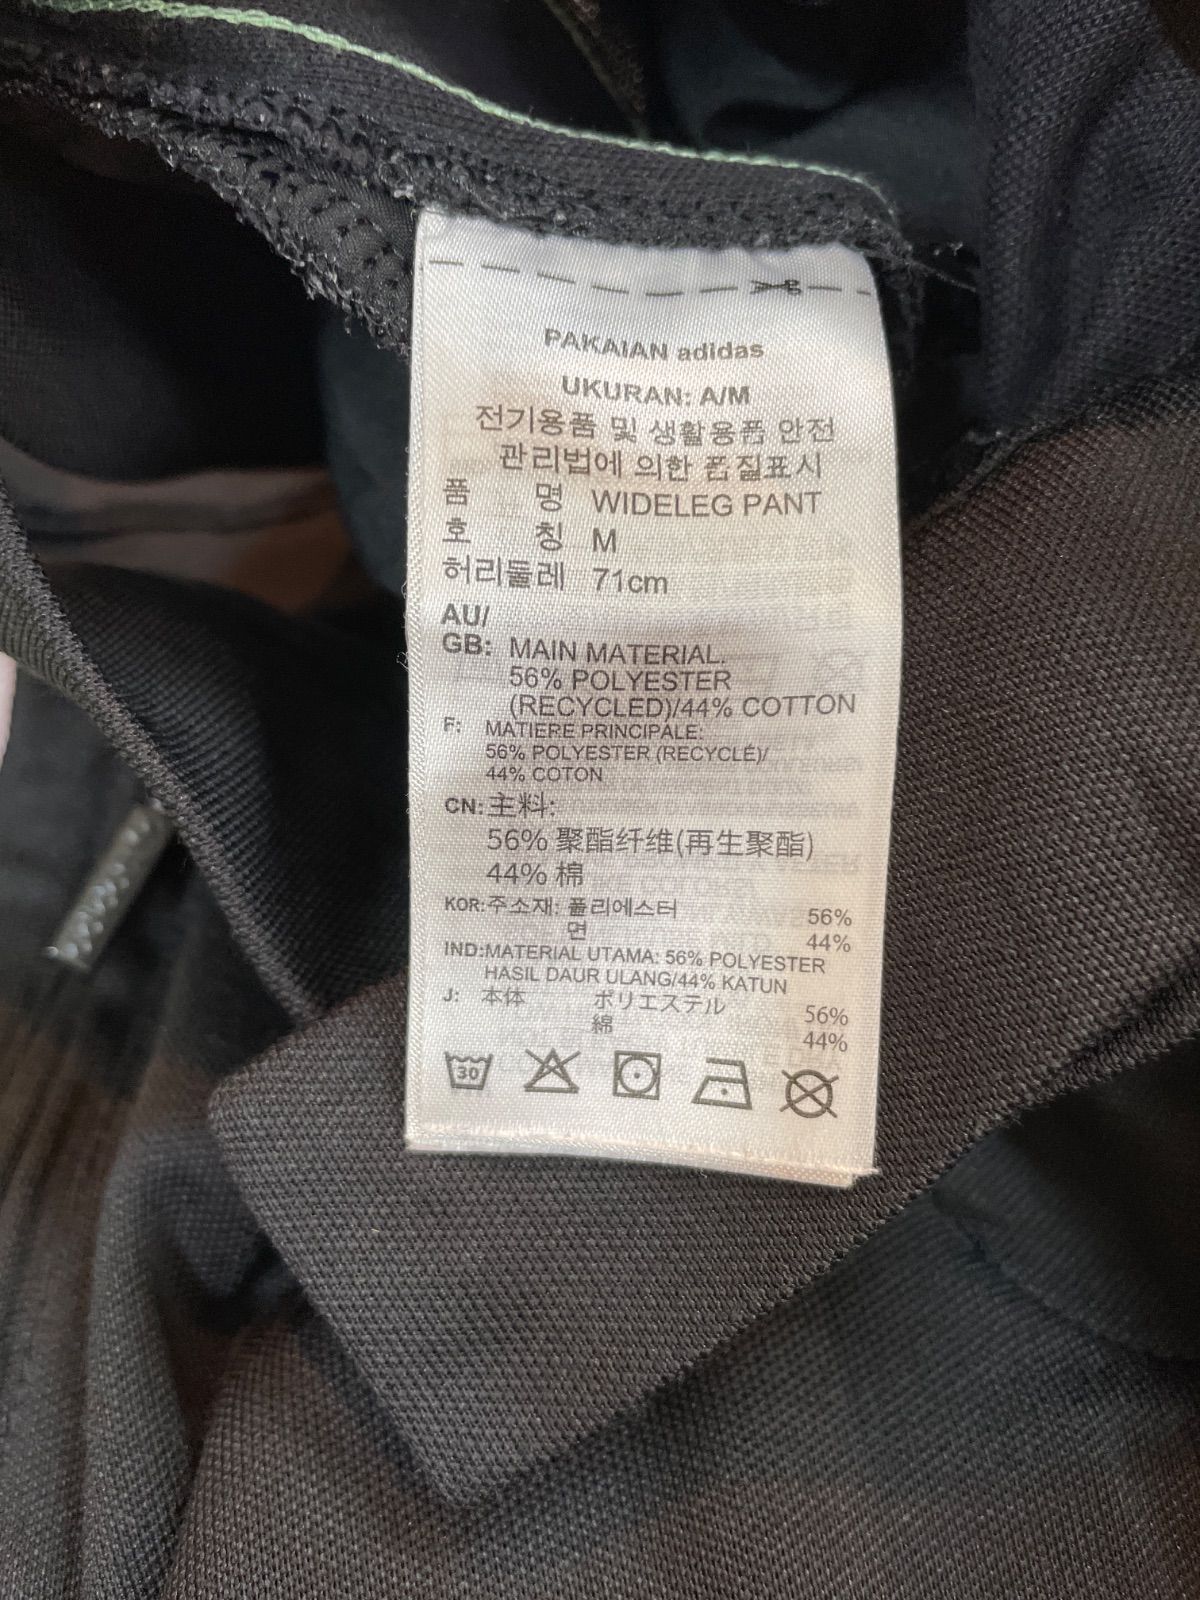 PAKAIAN adidas
UKURAN: A/M
전기용품 및 생활용품 안전
관리법에 의한 품질표시
품 명 WIDELEG PANT
호 칭 M
허리둘레 71cm
AU/
GB: MAIN MATERIAL.
56% POLYESTER
(RECYCLED)/44% COTTON
F: MATIERE PRINCIPALE:
56% POLYESTER (RECYCLÉ)/
44% COTON
CN: 主料:
56% 聚酯纤维(再生聚酯)
44% 棉
KOR: 주소재: 폴리에스터 56%
면 44%
IND: MATERIAL UTAMA: 56% POLYESTER
HASIL DAUR ULANG/44% KATUN
J: 本体 ポリエステル 56%
綿 44%
30